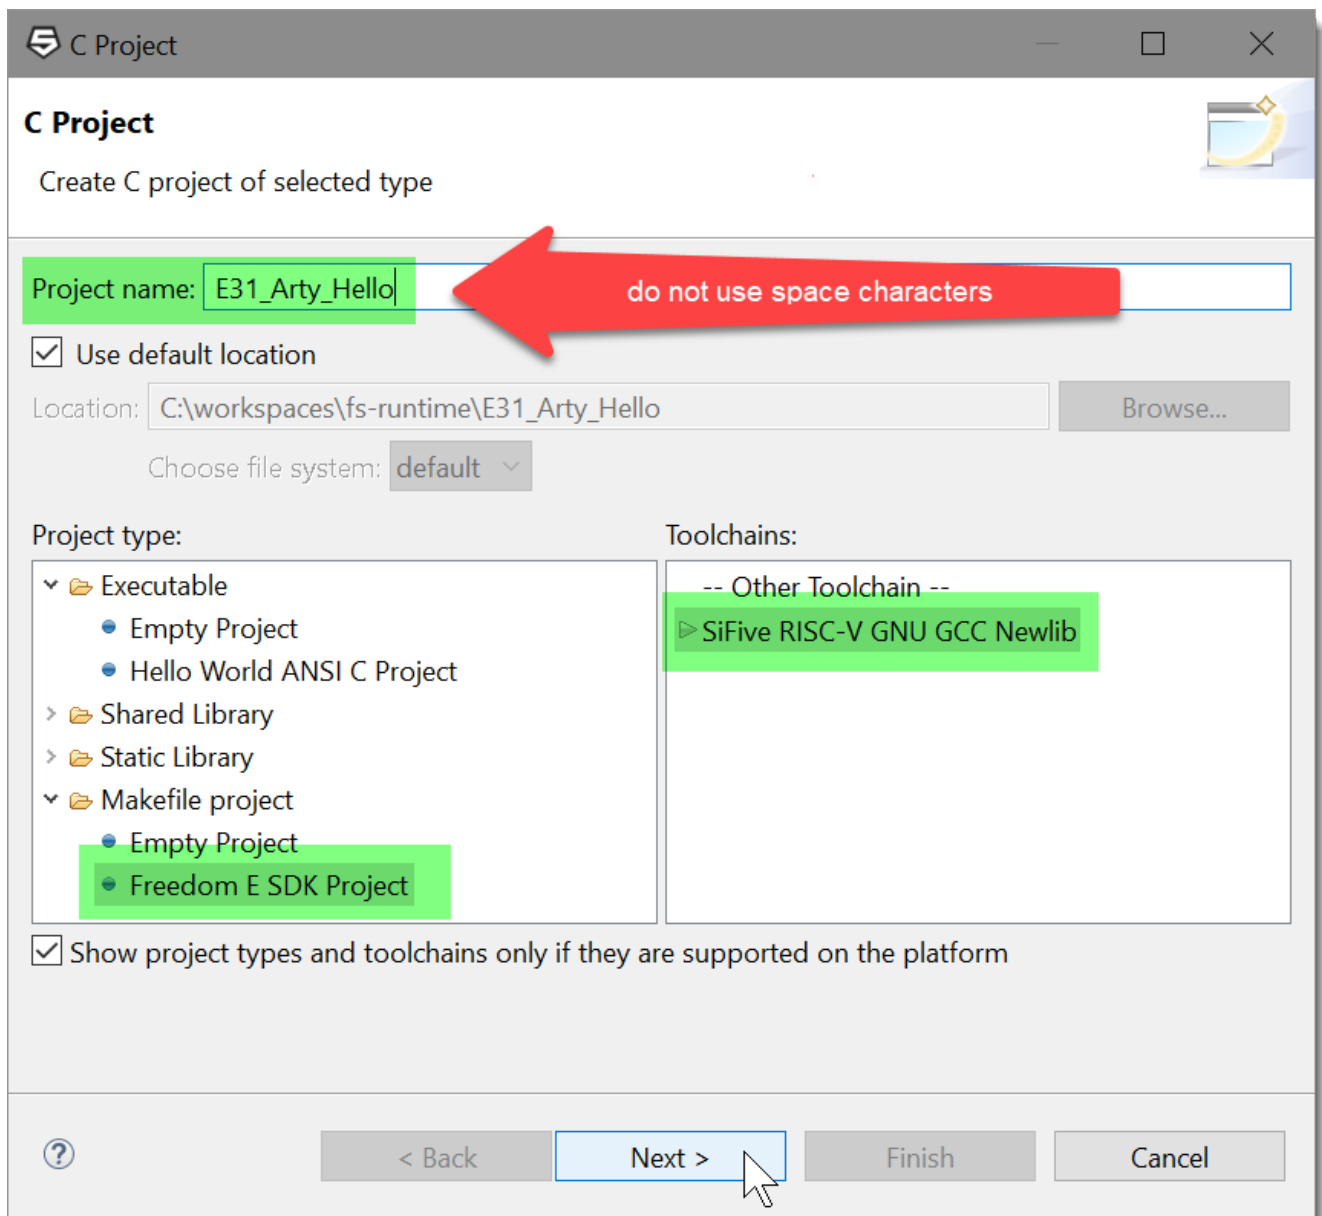 C Project
C Project
Create C project of selected type
Project name: E31_Arty_Hello
do not use space characters
Use default location
Location: C:\workspaces\fs-runtime\E31_Arty_Hello Browse...
Choose file system: default
Project type:
Executable
Empty Project
Hello World ANSI C Project
Shared Library
Static Library
Makefile project
Empty Project
Freedom E SDK Project
Toolchains:
-- Other Toolchain --
SiFive RISC-V GNU GCC Newlib
Show project types and toolchains only if they are supported on the platform
? < Back Next > Finish Cancel